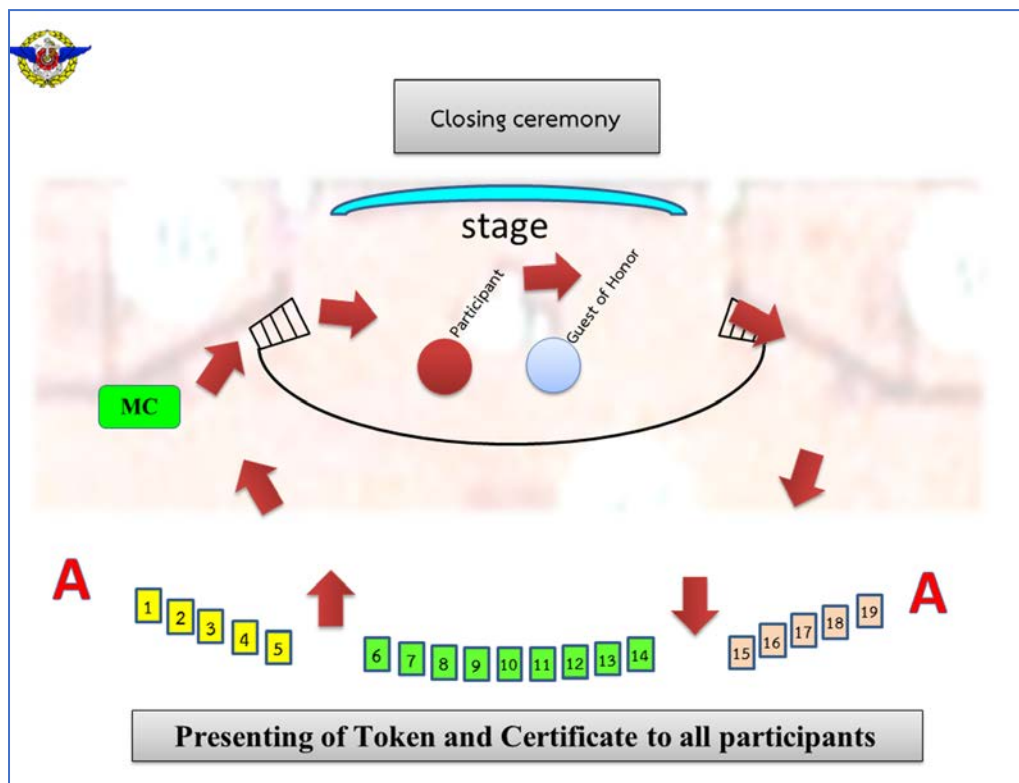 Closing ceremony
stage
Participant
Guest of Honor
MC
A
A
1 2 3 4 5
6 7 8 9 10 11 12 13 14
15 16 17 18 19
Presenting of Token and Certificate to all participants